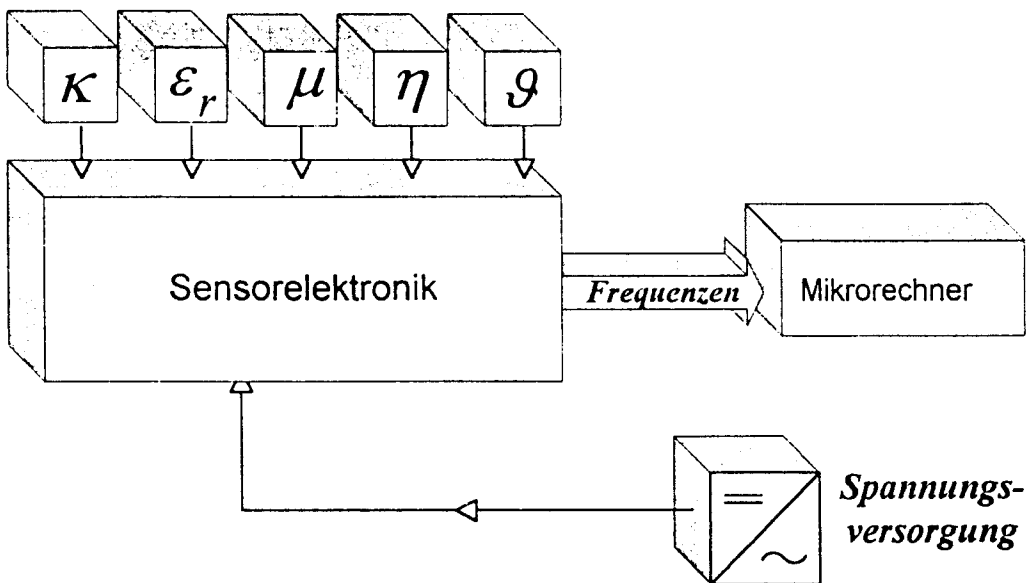 κ ε_r μ η ϑ
Sensorelektronik
Frequenzen
Mikrorechner
Spannungs-
versorgung